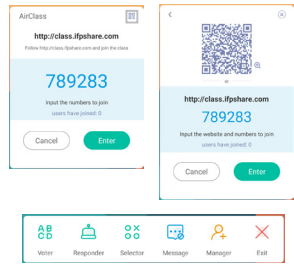 AirClass
http://class.ifpshare.com
Follow http://class.ifpshare.com and join the class
789283
Input the numbers to join
users have joined: 0
Cancel
Enter
or
http://class.ifpshare.com
789283
Input the website and numbers to join
users have joined: 0
Cancel
Enter
AB
CD
Voter
Responder
Selector
Message
Manager
Exit